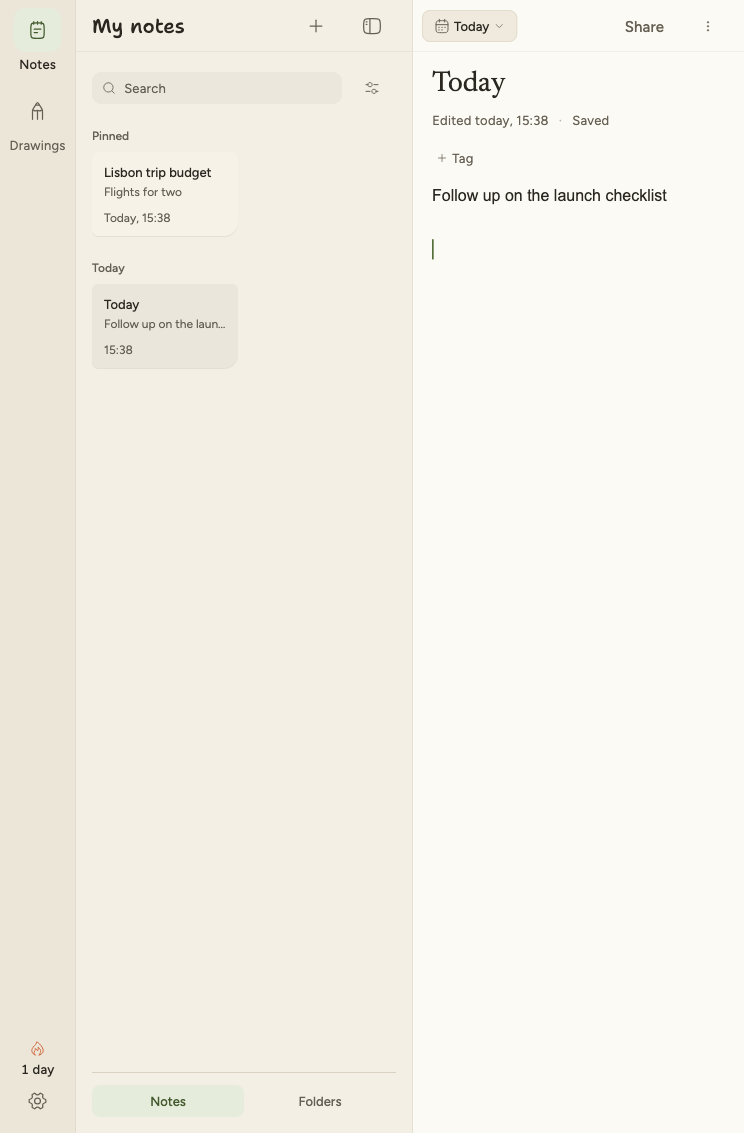 Notes
Drawings
1 day
My notes
Search
Pinned
Lisbon trip budget
Flights for two
Today, 15:38
Today
Today
Follow up on the laun...
15:38
Notes
Folders
Today
Share
Today
Edited today, 15:38 · Saved
+ Tag
Follow up on the launch checklist